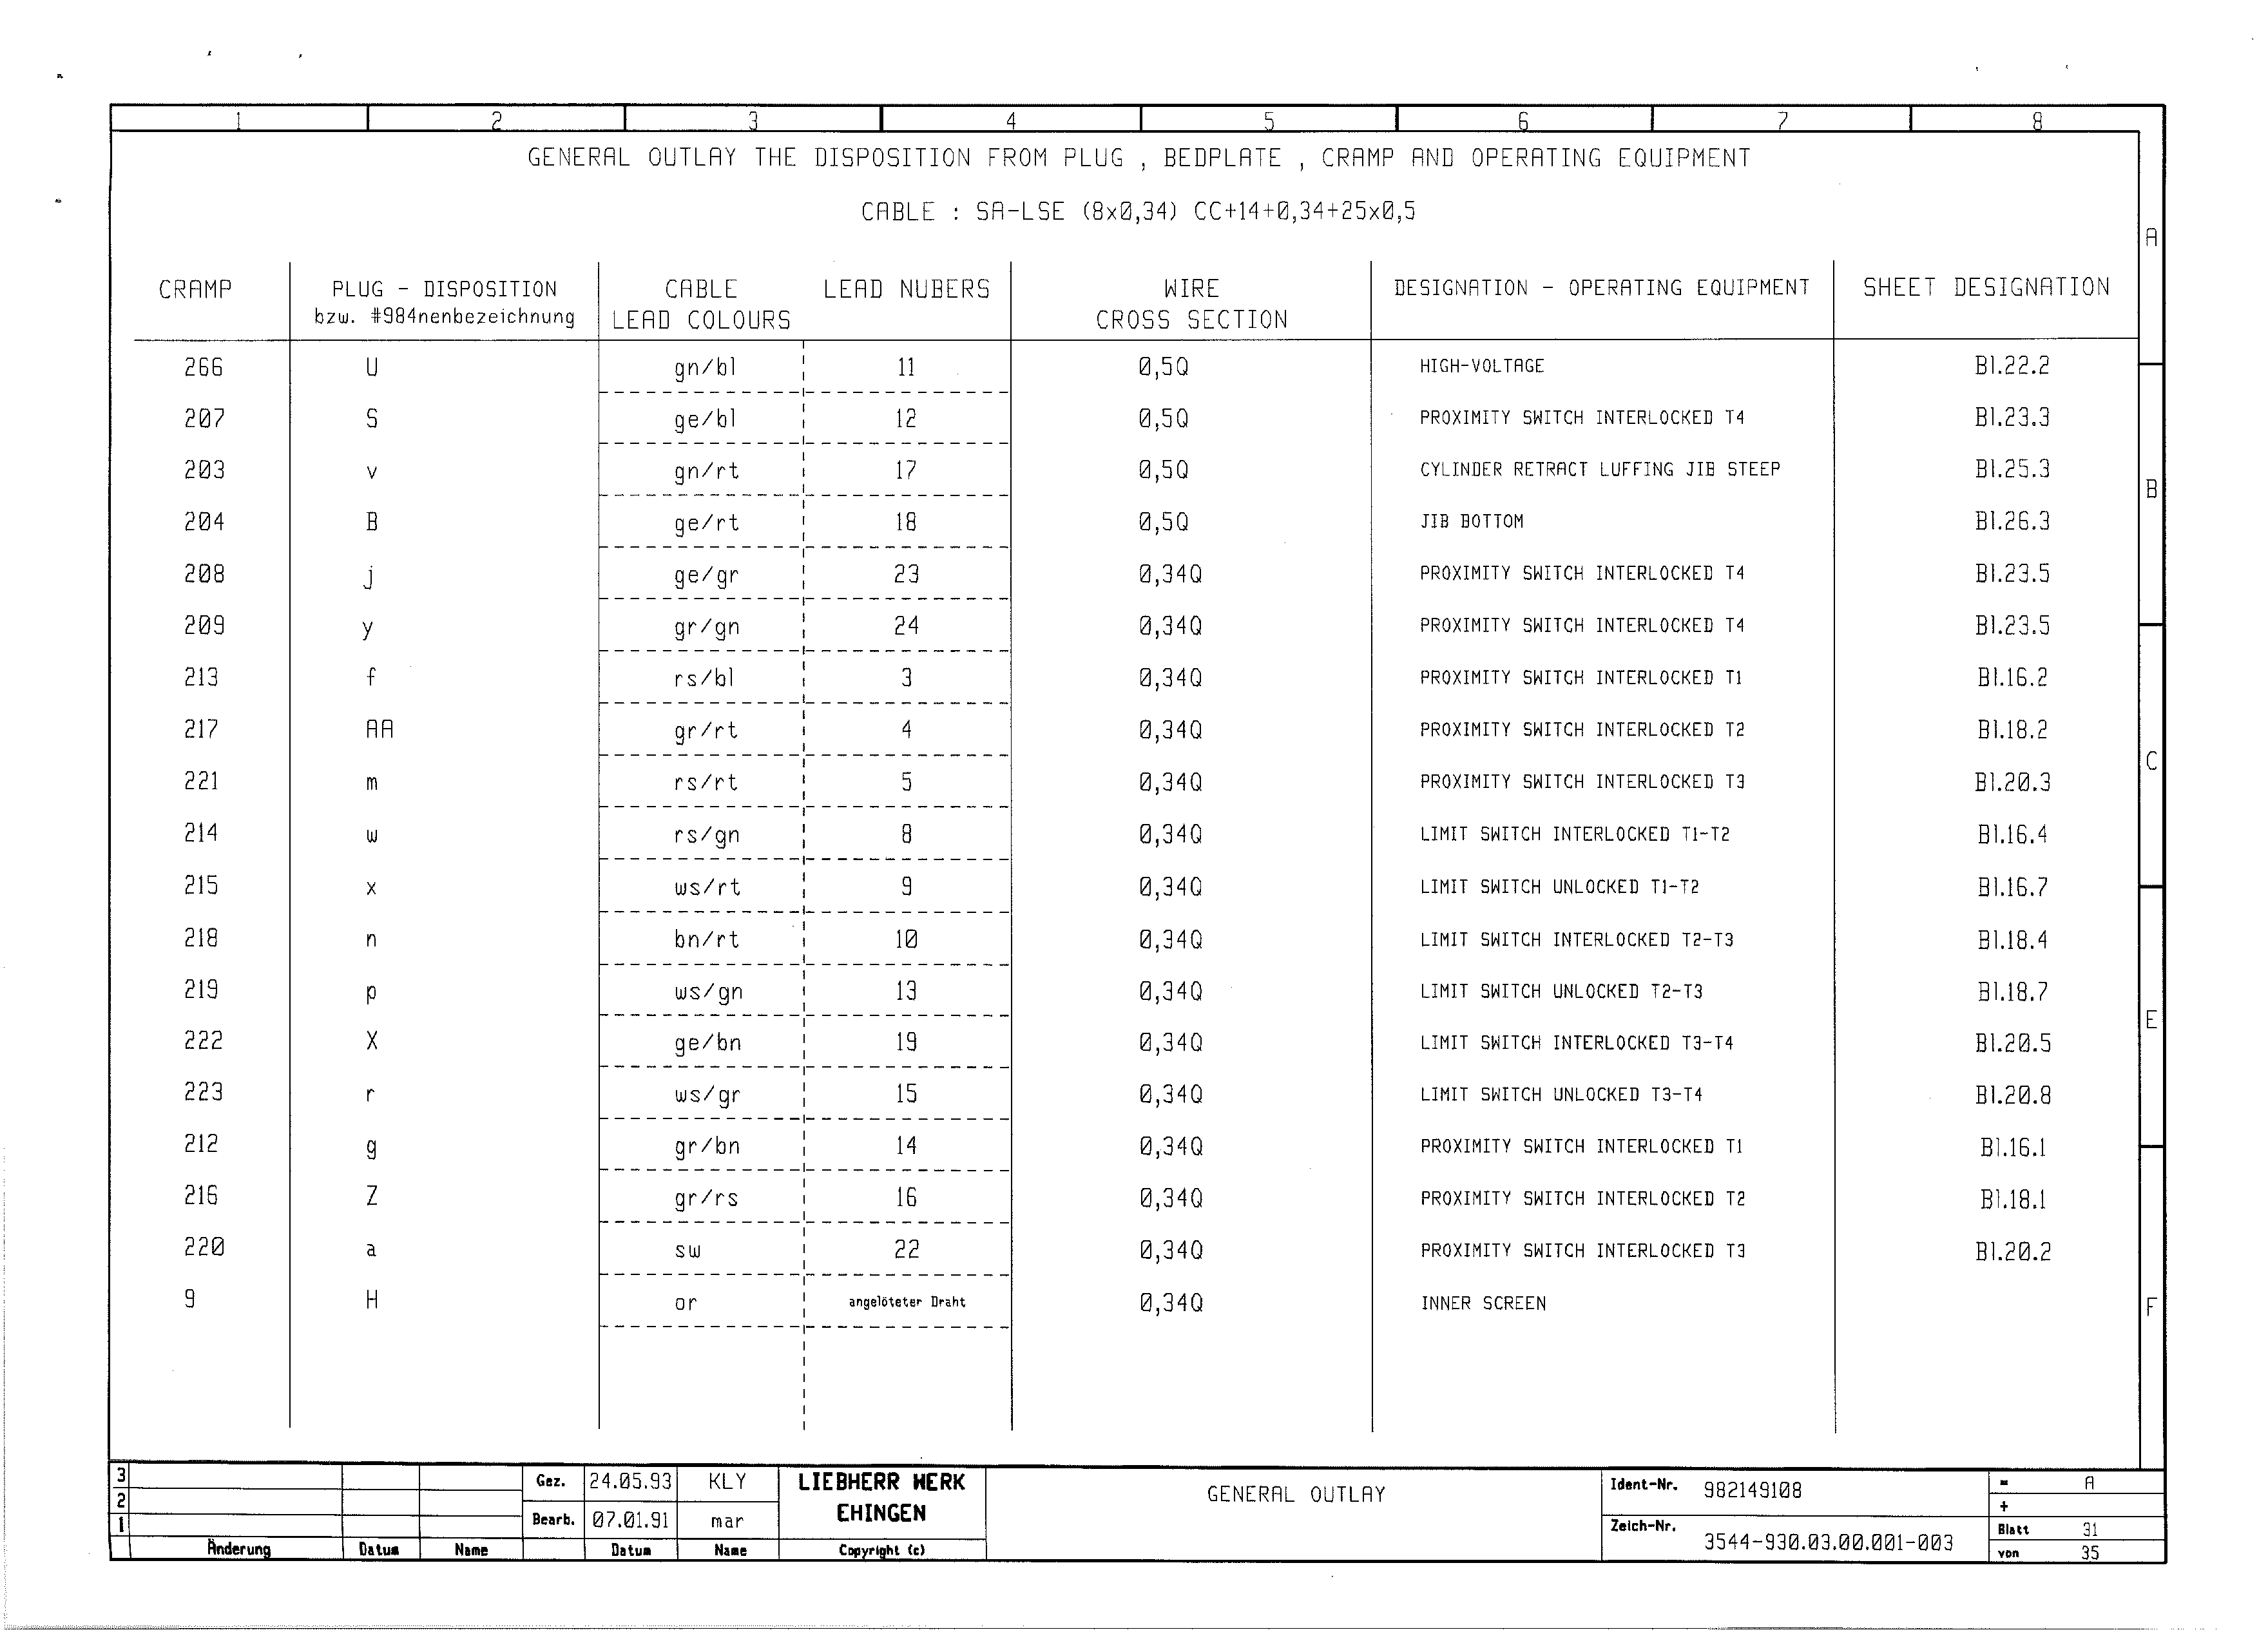 1 2 3 4 5 6 7 8
GENERAL OUTLAY THE DISPOSITION FROM PLUG , BEDPLATE , CRAMP AND OPERATING EQUIPMENT
CABLE : SA-LSE (8x0,34) CC+14+0,34+25x0,5
A
CRAMP PLUG - DISPOSITION CABLE LEAD NUBERS WIRE DESIGNATION - OPERATING EQUIPMENT SHEET DESIGNATION
bzw. #984nenbezeichnung LEAD COLOURS CROSS SECTION
266 U gn/bl 11 0,5Q HIGH-VOLTAGE Bl.22.2
207 S ge/bl 12 0,5Q PROXIMITY SWITCH INTERLOCKED T4 Bl.23.3
203 v gn/rt 17 0,5Q CYLINDER RETRACT LUFFING JIB STEEP Bl.25.3
B
204 B ge/rt 18 0,5Q JIB BOTTOM Bl.26.3
208 j ge/gr 23 0,34Q PROXIMITY SWITCH INTERLOCKED T4 Bl.23.5
209 y gr/gn 24 0,34Q PROXIMITY SWITCH INTERLOCKED T4 Bl.23.5
213 f rs/bl 3 0,34Q PROXIMITY SWITCH INTERLOCKED T1 Bl.16.2
217 AA gr/rt 4 0,34Q PROXIMITY SWITCH INTERLOCKED T2 Bl.18.2
C
221 m rs/rt 5 0,34Q PROXIMITY SWITCH INTERLOCKED T3 Bl.20.3
214 w rs/gn 8 0,34Q LIMIT SWITCH INTERLOCKED T1-T2 Bl.16.4
215 x ws/rt 9 0,34Q LIMIT SWITCH UNLOCKED T1-T2 Bl.16.7
218 n bn/rt 10 0,34Q LIMIT SWITCH INTERLOCKED T2-T3 Bl.18.4
219 p ws/gn 13 0,34Q LIMIT SWITCH UNLOCKED T2-T3 Bl.18.7
E
222 X ge/bn 19 0,34Q LIMIT SWITCH INTERLOCKED T3-T4 Bl.20.5
223 r ws/gr 15 0,34Q LIMIT SWITCH UNLOCKED T3-T4 Bl.20.8
212 g gr/bn 14 0,34Q PROXIMITY SWITCH INTERLOCKED T1 Bl.16.1
216 Z gr/rs 16 0,34Q PROXIMITY SWITCH INTERLOCKED T2 Bl.18.1
220 a sw 22 0,34Q PROXIMITY SWITCH INTERLOCKED T3 Bl.20.2
9 H or angelöteter Draht 0,34Q INNER SCREEN
F
3 Gez. 24.05.93 KLY LIEBHERR WERK GENERAL OUTLAY Ident-Nr. 982149108 = A
2 +
1 Bearb. 07.01.91 mar EHINGEN Zeich-Nr. 3544-930.03.00.001-003 Blatt 31
Änderung Datum Name Datum Name Copyright (c) von 35